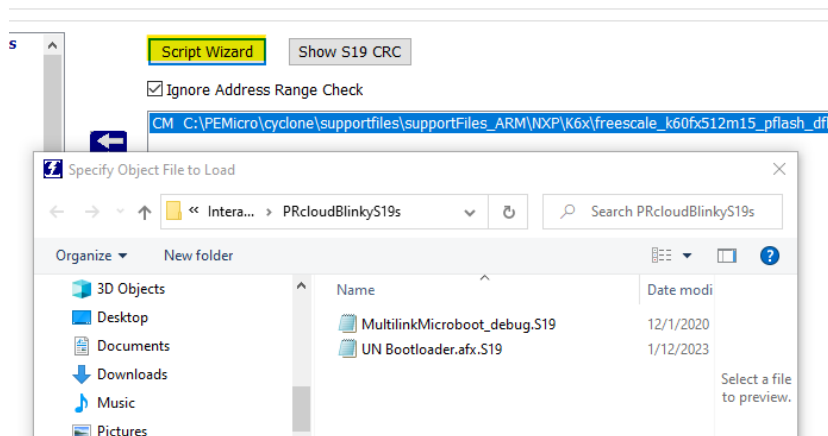 s
Script Wizard Show S19 CRC
Ignore Address Range Check
CM C:\PEMicro\cyclone\supportfiles\supportFiles_ARM\NXP\K6x\freescale_k60fx512m15_pflash_dfl
Specify Object File to Load
« Intera... › PRcloudBlinkyS19s Search PRcloudBlinkyS19s
Organize New folder ?
3D Objects
Desktop
Documents
Downloads
Music
Pictures
Name Date modi
MultilinkMicroboot_debug.S19 12/1/2020
UN Bootloader.afx.S19 1/12/2023
Select a file
to preview.